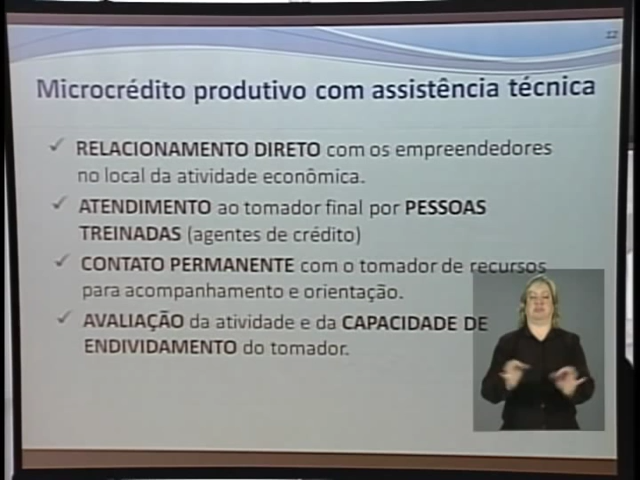 12
Microcrédito produtivo com assistência técnica
✓ RELACIONAMENTO DIRETO com os empreendedores
no local da atividade econômica.
✓ ATENDIMENTO ao tomador final por PESSOAS
TREINADAS (agentes de crédito)
✓ CONTATO PERMANENTE com o tomador de recursos
para acompanhamento e orientação.
✓ AVALIAÇÃO da atividade e da CAPACIDADE DE
ENDIVIDAMENTO do tomador.